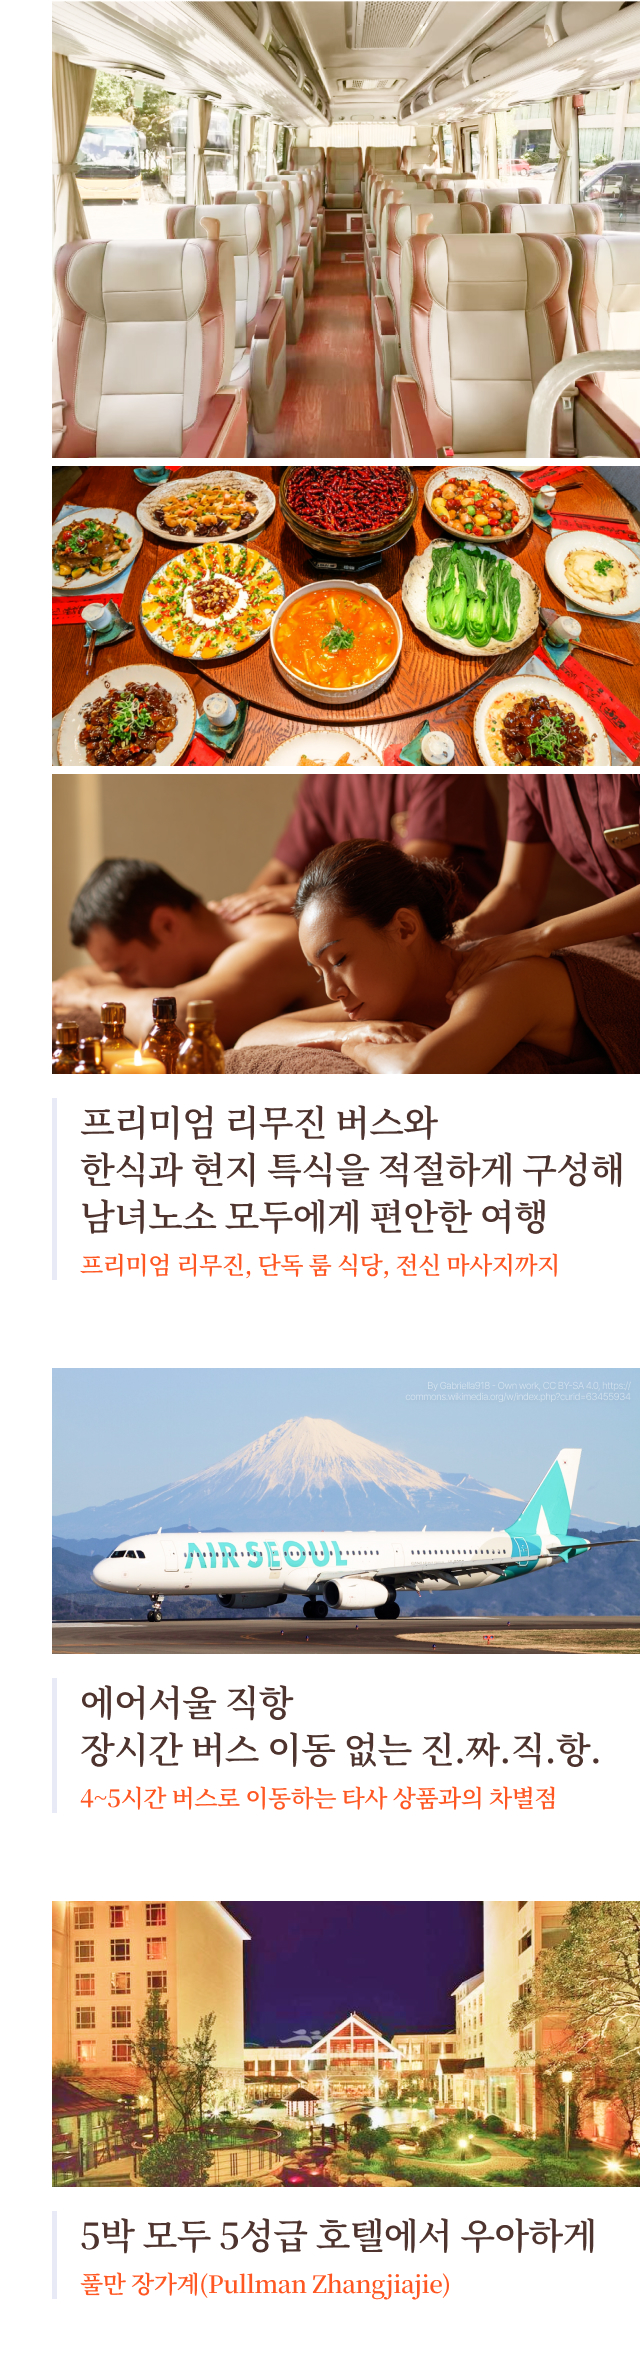 프리미엄 리무진 버스와
한식과 현지 특식을 적절하게 구성해
남녀노소 모두에게 편안한 여행
프리미엄 리무진, 단독 룸 식당, 전신 마사지까지
By Gabriella918 - Own work, CC BY-SA 4.0, https://
commons.wikimedia.org/w/index.php?curid=63455934
AIR SEOUL
에어서울 직항
장시간 버스 이동 없는 진.짜.직.항.
4~5시간 버스로 이동하는 타사 상품과의 차별점
5박 모두 5성급 호텔에서 우아하게
풀만 장가계(Pullman Zhangjiajie)